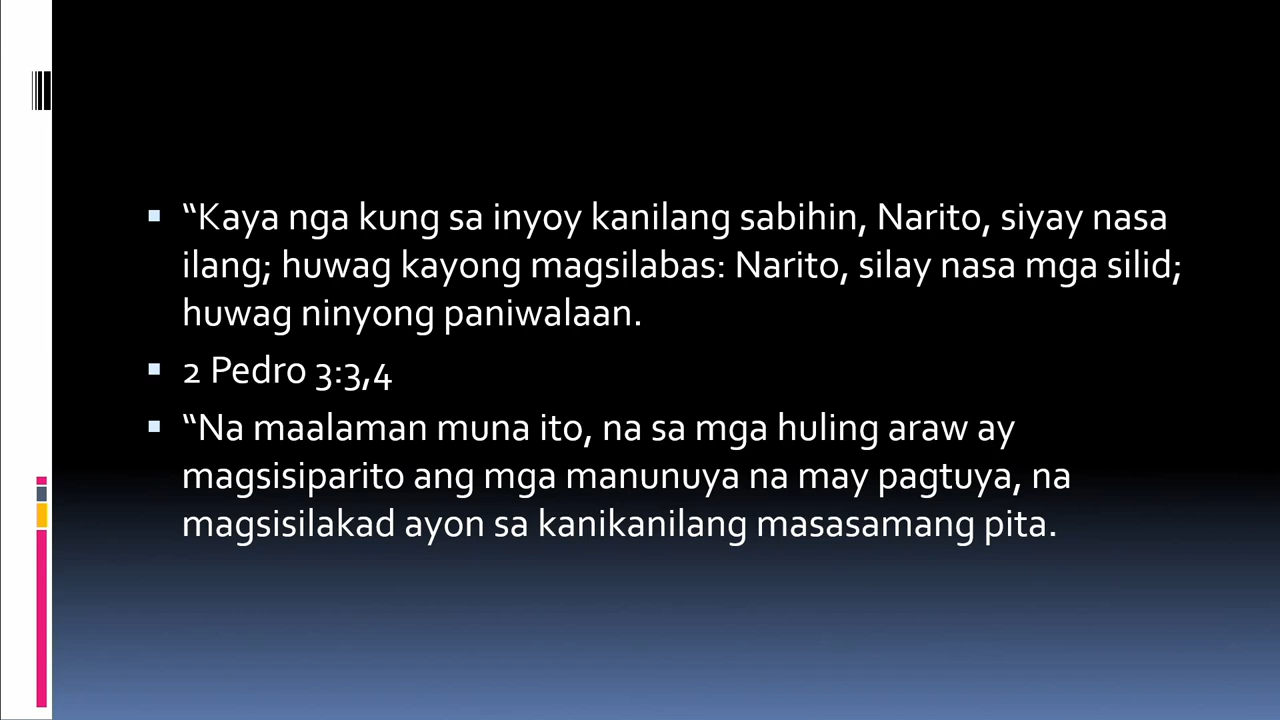 “Kaya nga kung sa inyoy kanilang sabihin, Narito, siyay nasa
ilang; huwag kayong magsilabas: Narito, silay nasa mga silid;
huwag ninyong paniwalaan.
2 Pedro 3:3,4
“Na maalaman muna ito, na sa mga huling araw ay
magsisiparito ang mga manunuya na may pagtuya, na
magsisilakad ayon sa kanikanilang masasamang pita.